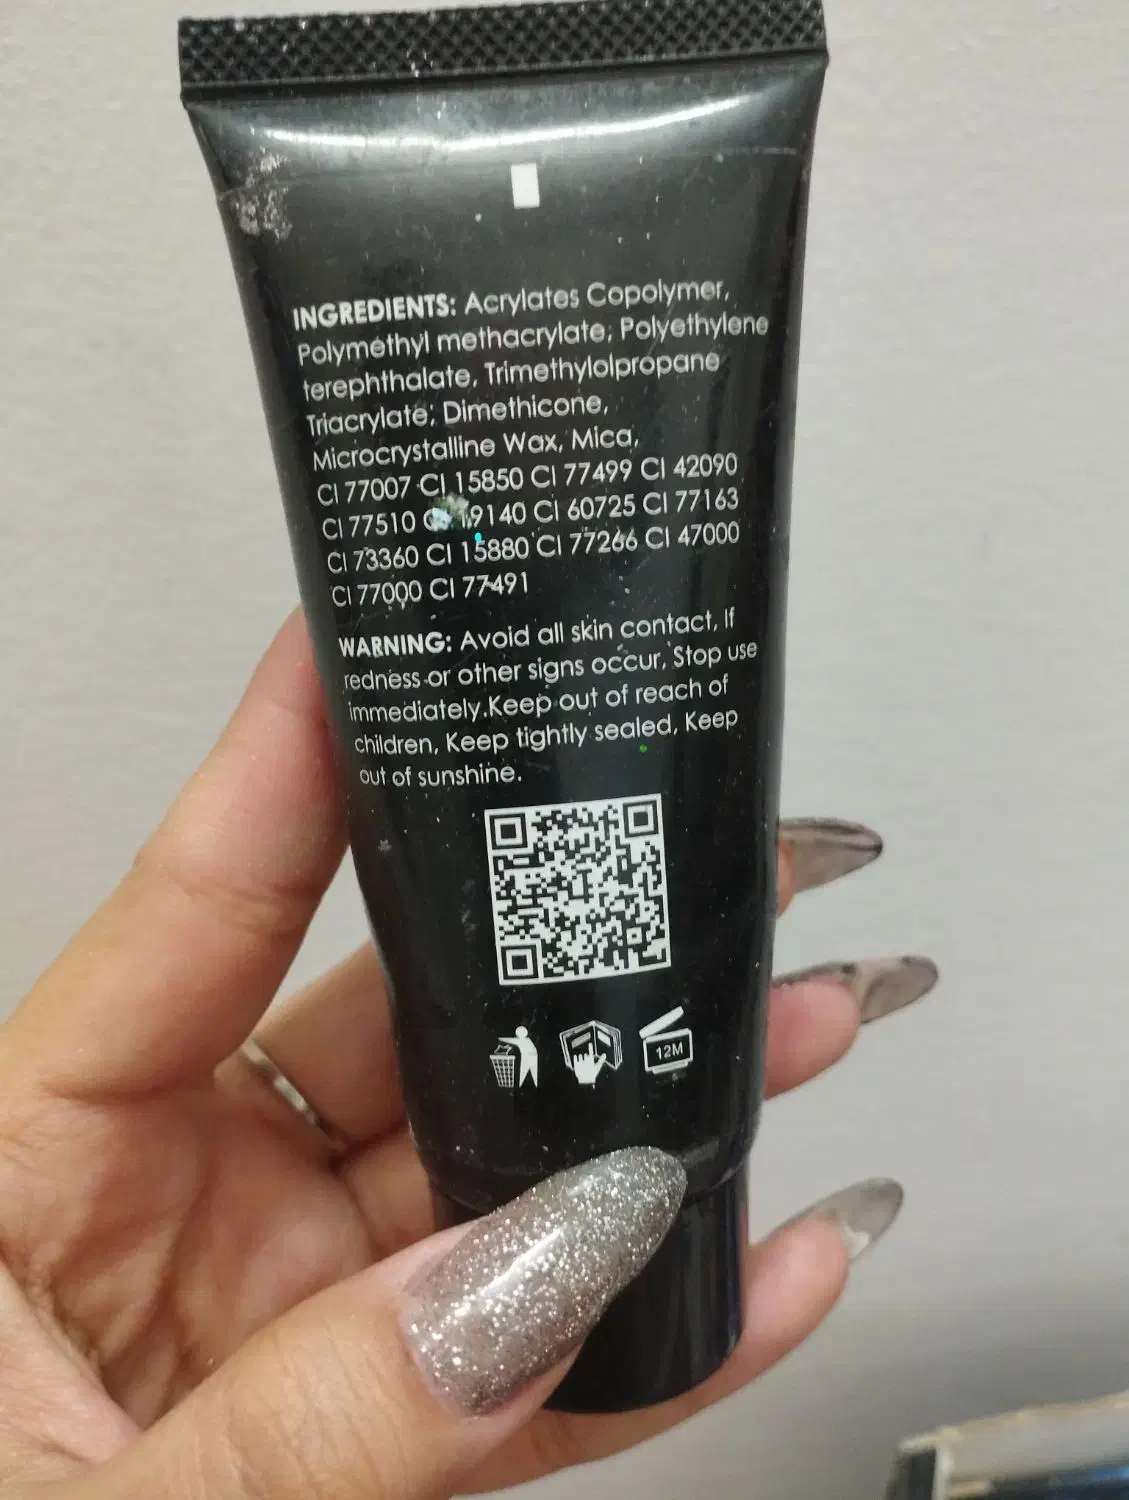 INGREDIENTS: Acrylates Copolymer,
Polymethyl methacrylate, Polyethylene
terephthalate, Trimethylolpropane
Triacrylate, Dimethicone,
Microcrystalline Wax, Mica,
CI 77007 CI 15850 CI 77499 CI 42090
CI 77510 CI 19140 CI 60725 CI 77163
CI 73360 CI 15880 CI 77266 CI 47000
CI 77000 CI 77491
WARNING: Avoid all skin contact, If
redness or other signs occur, Stop use
immediately.Keep out of reach of
children, Keep tightly sealed, Keep
out of sunshine.
12M